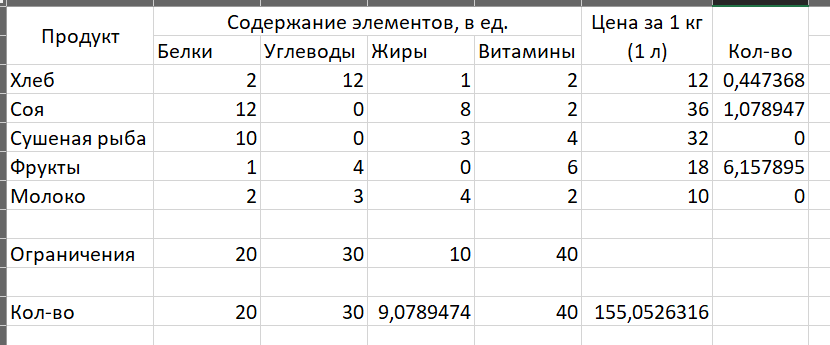 Продукт Содержание элементов, в ед. Цена за 1 кг (1 л) Кол-во
Белки Углеводы Жиры Витамины
Хлеб 2 12 1 2 12 0,447368
Соя 12 0 8 2 36 1,078947
Сушеная рыба 10 0 3 4 32 0
Фрукты 1 4 0 6 18 6,157895
Молоко 2 3 4 2 10 0
Ограничения 20 30 10 40
Кол-во 20 30 9,0789474 40 155,0526316